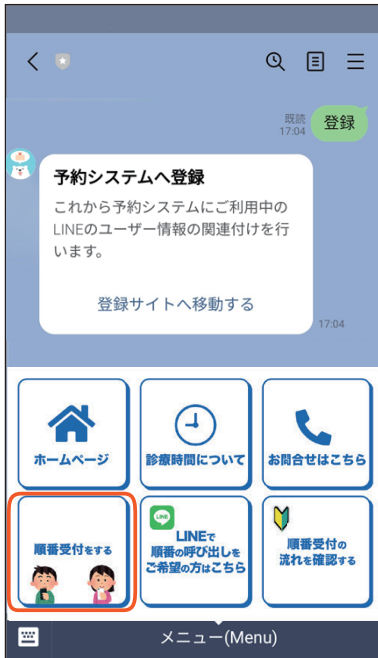 既読
17:04
登録
予約システムへ登録
これから予約システムにご利用中の
LINEのユーザー情報の関連付けを行
います。
登録サイトへ移動する
17:04
ホームページ
診療時間について
お問合せはこちら
順番受付をする
LINE
LINEで
順番の呼び出しを
ご希望の方はこちら
順番受付の
流れを確認する
メニュー(Menu)